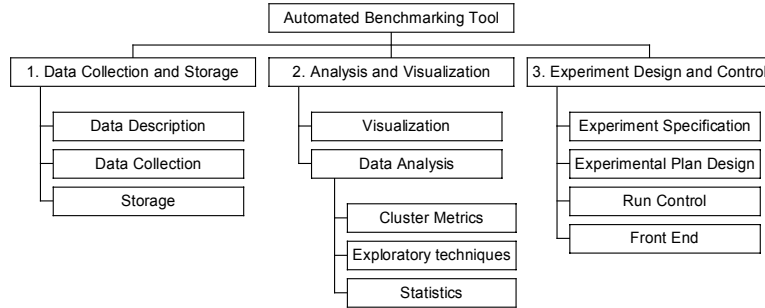 Automated Benchmarking Tool
1. Data Collection and Storage
2. Analysis and Visualization
3. Experiment Design and Control
Data Description
Data Collection
Storage
Visualization
Data Analysis
Cluster Metrics
Exploratory techniques
Statistics
Experiment Specification
Experimental Plan Design
Run Control
Front End